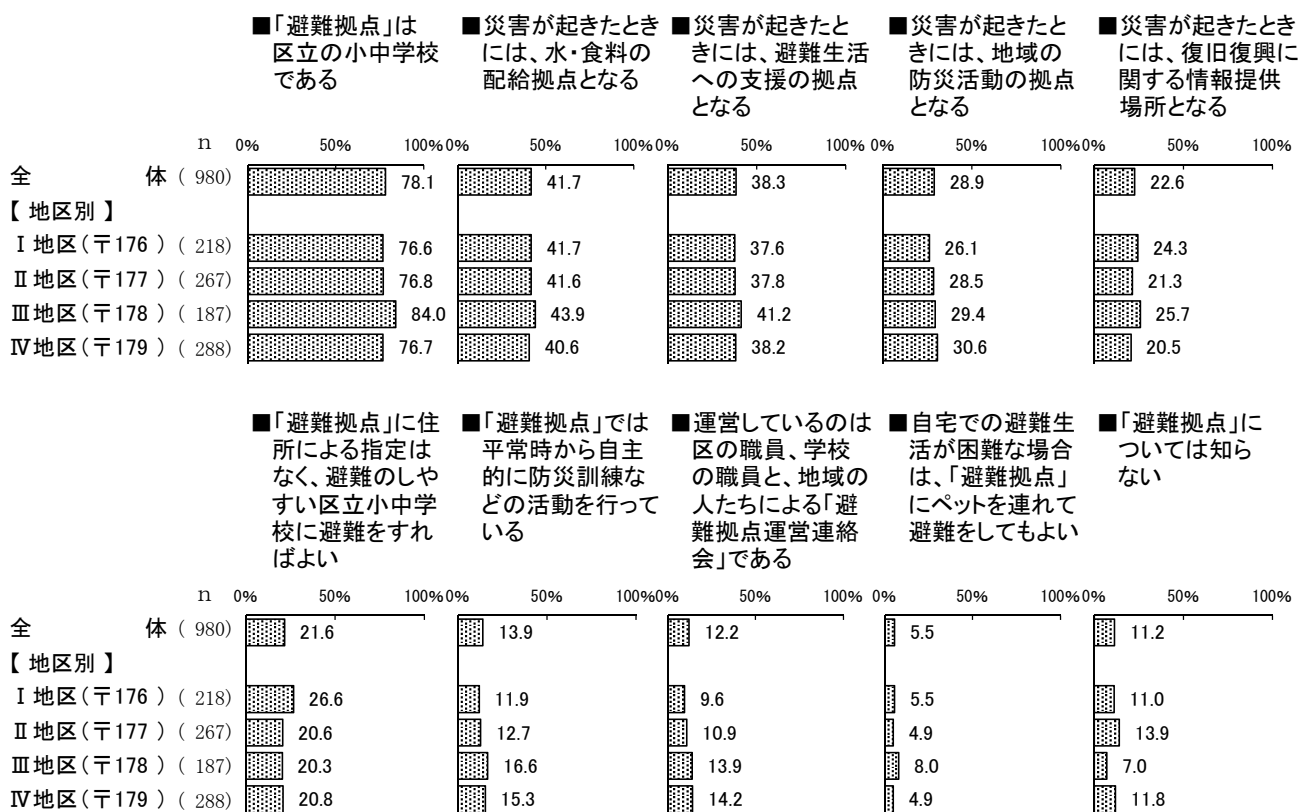 ■「避難拠点」は
区立の小中学校
である
■災害が起きたとき
には、水・食料の
配給拠点となる
■災害が起きたと
きには、避難生活
への支援の拠点
となる
■災害が起きたと
きには、地域の
防災活動の拠点
となる
■災害が起きたとき
には、復旧復興に
関する情報提供
場所となる
n 0% 50% 100% 0% 50% 100% 0% 50% 100% 0% 50% 100% 0% 50% 100%
全 体 ( 980) 78.1 41.7 38.3 28.9 22.6
【 地区別 】
Ⅰ地区(〒176 ) ( 218) 76.6 41.7 37.6 26.1 24.3
Ⅱ地区(〒177 ) ( 267) 76.8 41.6 37.8 28.5 21.3
Ⅲ地区(〒178 ) ( 187) 84.0 43.9 41.2 29.4 25.7
Ⅳ地区(〒179 ) ( 288) 76.7 40.6 38.2 30.6 20.5
■「避難拠点」に住
所による指定は
なく、避難のしや
すい区立小中学
校に避難をすれ
ばよい
■「避難拠点」では
平常時から自主
的に防災訓練な
どの活動を行って
いる
■運営しているのは
区の職員、学校
の職員と、地域の
人たちによる「避
難拠点運営連絡
会」である
■自宅での避難生
活が困難な場合
は、「避難拠点」
にペットを連れて
避難をしてもよい
■「避難拠点」に
ついては知ら
ない
n 0% 50% 100% 0% 50% 100% 0% 50% 100% 0% 50% 100% 0% 50% 100%
全 体 ( 980) 21.6 13.9 12.2 5.5 11.2
【 地区別 】
Ⅰ地区(〒176 ) ( 218) 26.6 11.9 9.6 5.5 11.0
Ⅱ地区(〒177 ) ( 267) 20.6 12.7 10.9 4.9 13.9
Ⅲ地区(〒178 ) ( 187) 20.3 16.6 13.9 8.0 7.0
Ⅳ地区(〒179 ) ( 288) 20.8 15.3 14.2 4.9 11.8